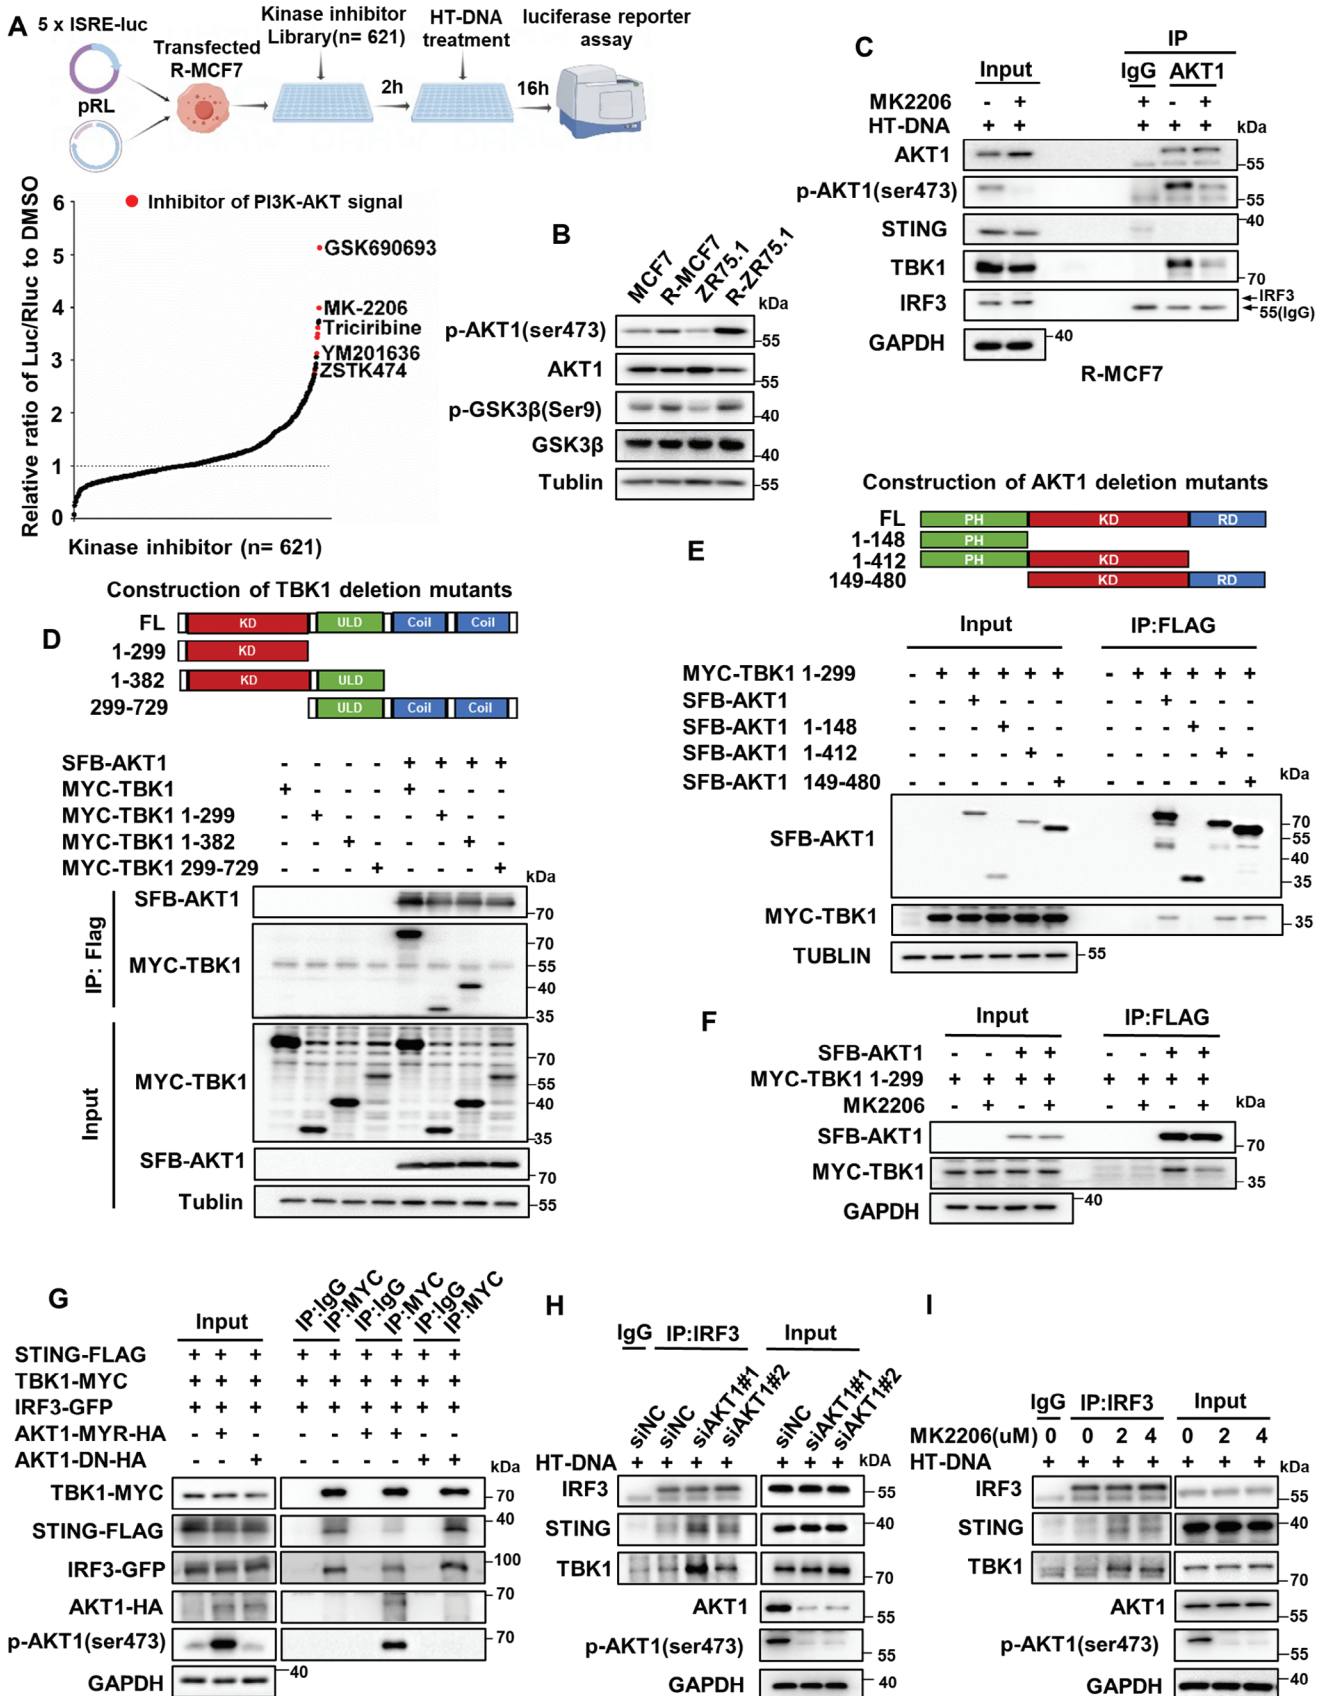 A
5 x ISRE-luc
pRL
Transfected
R-MCF7
Kinase inhibitor
Library(n= 621)
2h
HT-DNA
treatment
16h
luciferase reporter
assay
Relative ratio of Luc/Rluc to DMSO
6
5
4
3
2
1
0
Inhibitor of PI3K-AKT signal
GSK690693
MK-2206
Triciribine
YM201636
ZSTK474
Kinase inhibitor (n= 621)
B
MCF7
R-MCF7
ZR75.1
R-ZR75.1
kDa
p-AKT1(ser473) 55
AKT1 55
p-GSK3β(Ser9) 40
GSK3β 40
Tublin 55
C
IP
Input IgG AKT1
MK2206 - + + - +
HT-DNA + + + + +
kDa
AKT1 55
p-AKT1(ser473) 55
STING 40
TBK1 70
IRF3 IRF3
55(IgG)
GAPDH 40
R-MCF7
Construction of TBK1 deletion mutants
D
FL KD ULD Coil Coil
1-299 KD
1-382 KD ULD
299-729 ULD Coil Coil
SFB-AKT1 - - - - + + + +
MYC-TBK1 + - - - + - - -
MYC-TBK1 1-299 - + - - - + - -
MYC-TBK1 1-382 - - + - - - + -
MYC-TBK1 299-729 - - - + - - - +
kDa
IP: Flag
SFB-AKT1 70
MYC-TBK1 70
55
40
35
Input
MYC-TBK1 70
55
40
35
SFB-AKT1 70
Tublin 55
Construction of AKT1 deletion mutants
E
FL PH KD RD
1-148 PH
1-412 PH KD
149-480 KD RD
Input IP:FLAG
MYC-TBK1 1-299 - + + + + + - + + + + +
SFB-AKT1 - - + - - - - - + - - -
SFB-AKT1 1-148 - - - + - - - - - + - -
SFB-AKT1 1-412 - - - - + - - - - - + -
SFB-AKT1 149-480 - - - - - + - - - - - +
kDa
SFB-AKT1 70
55
40
35
MYC-TBK1 35
TUBLIN 55
F
Input IP:FLAG
SFB-AKT1 - - + + - - + +
MYC-TBK1 1-299 + + + + + + + +
MK2206 - + - + - + - +
kDa
SFB-AKT1 70
MYC-TBK1 35
GAPDH 40
G
Input
IP:IgG
IP:MYC
IP:IgG
IP:MYC
IP:IgG
IP:MYC
STING-FLAG + + + + + + + + +
TBK1-MYC + + + + + + + + +
IRF3-GFP + + + + + + + + +
AKT1-MYR-HA - + - - - + + - -
AKT1-DN-HA - - + - - - - + +
kDa
TBK1-MYC 70
STING-FLAG 40
IRF3-GFP 100
AKT1-HA 70
p-AKT1(ser473) 70
GAPDH 40
H
IgG IP:IRF3 Input
siNC
siNC
siAKT1#1
siAKT1#2
siNC
siAKT1#1
siAKT1#2
HT-DNA + + + + + + + kDA
IRF3 55
STING 40
TBK1 70
AKT1 55
p-AKT1(ser473) 55
GAPDH 40
I
IgG IP:IRF3 Input
MK2206(uM) 0 0 2 4 0 2 4
HT-DNA + + + + + + + kDa
IRF3 55
STING 40
TBK1 70
AKT1 55
p-AKT1(ser473) 55
GAPDH 40